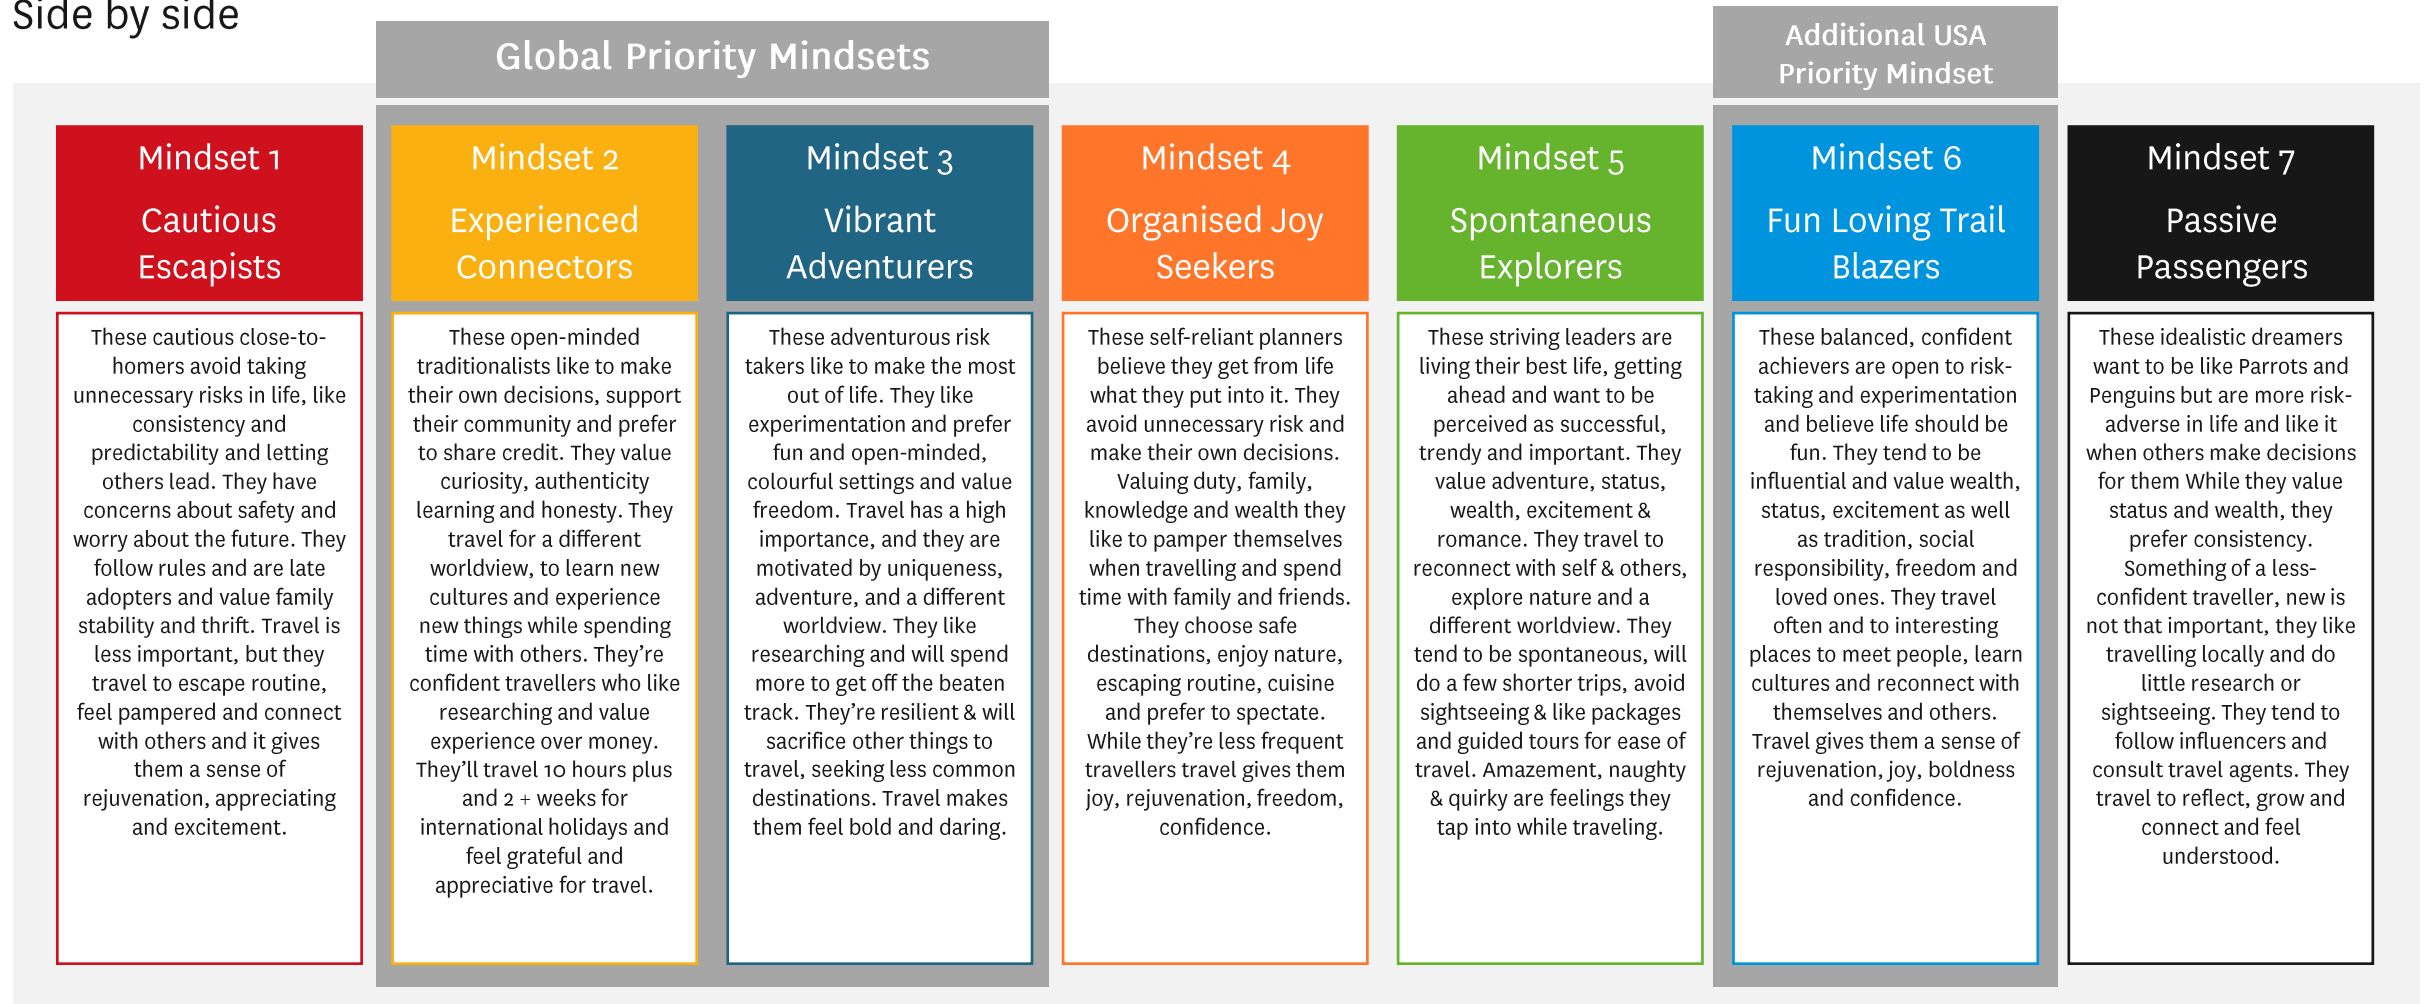 Side by side
Global Priority Mindsets
Additional USA
Priority Mindset
Mindset 1
Cautious
Escapists
These cautious close-to-
homers avoid taking
unnecessary risks in life, like
consistency and
predictability and letting
others lead. They have
concerns about safety and
worry about the future. They
follow rules and are late
adopters and value family
stability and thrift. Travel is
less important, but they
travel to escape routine,
feel pampered and connect
with others and it gives
them a sense of
rejuvenation, appreciating
and excitement.
Mindset 2
Experienced
Connectors
These open-minded
traditionalists like to make
their own decisions, support
their community and prefer
to share credit. They value
curiosity, authenticity
learning and honesty. They
travel for a different
worldview, to learn new
cultures and experience
new things while spending
time with others. They’re
confident travellers who like
researching and value
experience over money.
They’ll travel 10 hours plus
and 2 + weeks for
international holidays and
feel grateful and
appreciative for travel.
Mindset 3
Vibrant
Adventurers
These adventurous risk
takers like to make the most
out of life. They like
experimentation and prefer
fun and open-minded,
colourful settings and value
freedom. Travel has a high
importance, and they are
motivated by uniqueness,
adventure, and a different
worldview. They like
researching and will spend
more to get off the beaten
track. They’re resilient & will
sacrifice other things to
travel, seeking less common
destinations. Travel makes
them feel bold and daring.
Mindset 4
Organised Joy
Seekers
These self-reliant planners
believe they get from life
what they put into it. They
avoid unnecessary risk and
make their own decisions.
Valuing duty, family,
knowledge and wealth they
like to pamper themselves
when travelling and spend
time with family and friends.
They choose safe
destinations, enjoy nature,
escaping routine, cuisine
and prefer to spectate.
While they’re less frequent
travellers travel gives them
joy, rejuvenation, freedom,
confidence.
Mindset 5
Spontaneous
Explorers
These striving leaders are
living their best life, getting
ahead and want to be
perceived as successful,
trendy and important. They
value adventure, status,
wealth, excitement &
romance. They travel to
reconnect with self & others,
explore nature and a
different worldview. They
tend to be spontaneous, will
do a few shorter trips, avoid
sightseeing & like packages
and guided tours for ease of
travel. Amazement, naughty
& quirky are feelings they
tap into while traveling.
Mindset 6
Fun Loving Trail
Blazers
These balanced, confident
achievers are open to risk-
taking and experimentation
and believe life should be
fun. They tend to be
influential and value wealth,
status, excitement as well
as tradition, social
responsibility, freedom and
loved ones. They travel
often and to interesting
places to meet people, learn
cultures and reconnect with
themselves and others.
Travel gives them a sense of
rejuvenation, joy, boldness
and confidence.
Mindset 7
Passive
Passengers
These idealistic dreamers
want to be like Parrots and
Penguins but are more risk-
adverse in life and like it
when others make decisions
for them While they value
status and wealth, they
prefer consistency.
Something of a less-
confident traveller, new is
not that important, they like
travelling locally and do
little research or
sightseeing. They tend to
follow influencers and
consult travel agents. They
travel to reflect, grow and
connect and feel
understood.